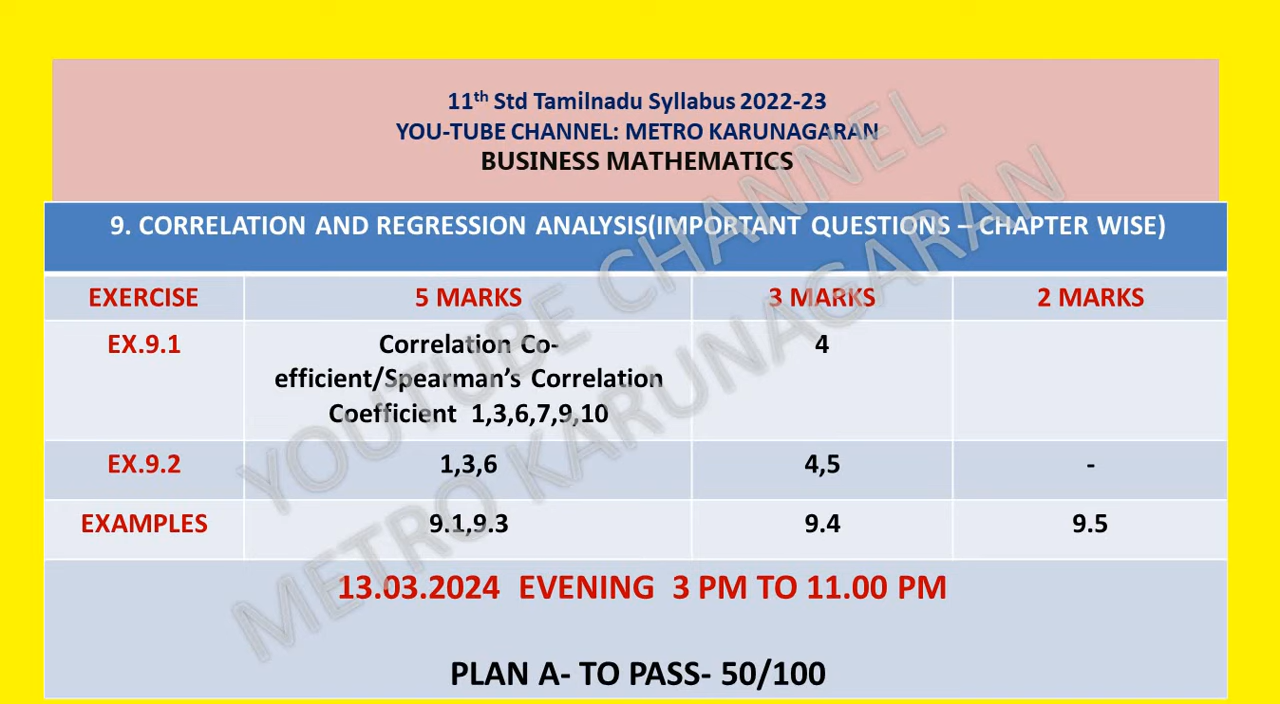 11th Std Tamilnadu Syllabus 2022-23
YOU-TUBE CHANNEL: METRO KARUNAGARAN
BUSINESS MATHEMATICS
9. CORRELATION AND REGRESSION ANALYSIS(IMPORTANT QUESTIONS – CHAPTER WISE)
EXERCISE 5 MARKS 3 MARKS 2 MARKS
EX.9.1 Correlation Co- 4
efficient/Spearman's Correlation
Coefficient 1,3,6,7,9,10
EX.9.2 1,3,6 4,5 -
EXAMPLES 9.1,9.3 9.4 9.5
13.03.2024 EVENING 3 PM TO 11.00 PM
PLAN A- TO PASS- 50/100
YOUTUBE CHANNEL
METRO KARUNAGARAN